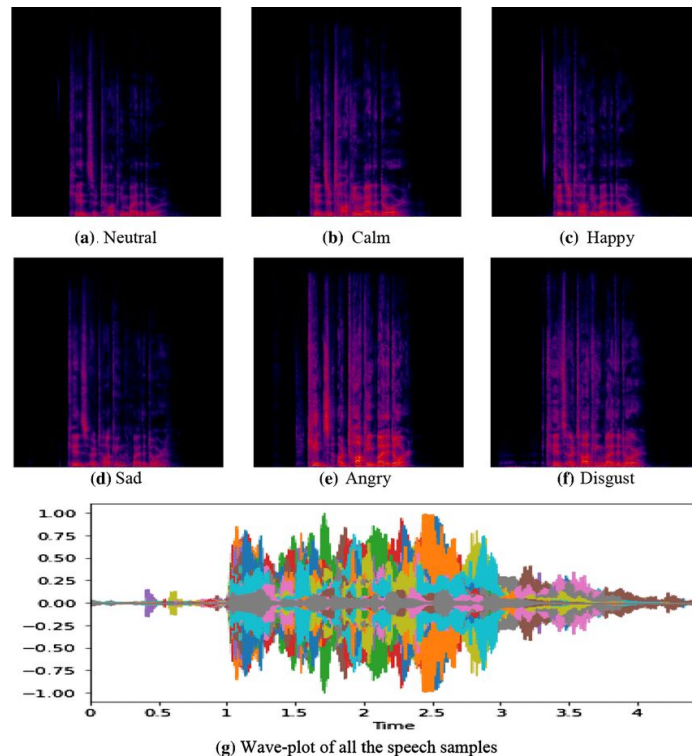 (a). Neutral
(b) Calm
(c) Happy
(d) Sad
(e) Angry
(f) Disgust
1.00
0.75
0.50
0.25
0.00
−0.25
−0.50
−0.75
−1.00
0 0.5 1 1.5 2 2.5 3 3.5 4
Time
(g) Wave-plot of all the speech samples